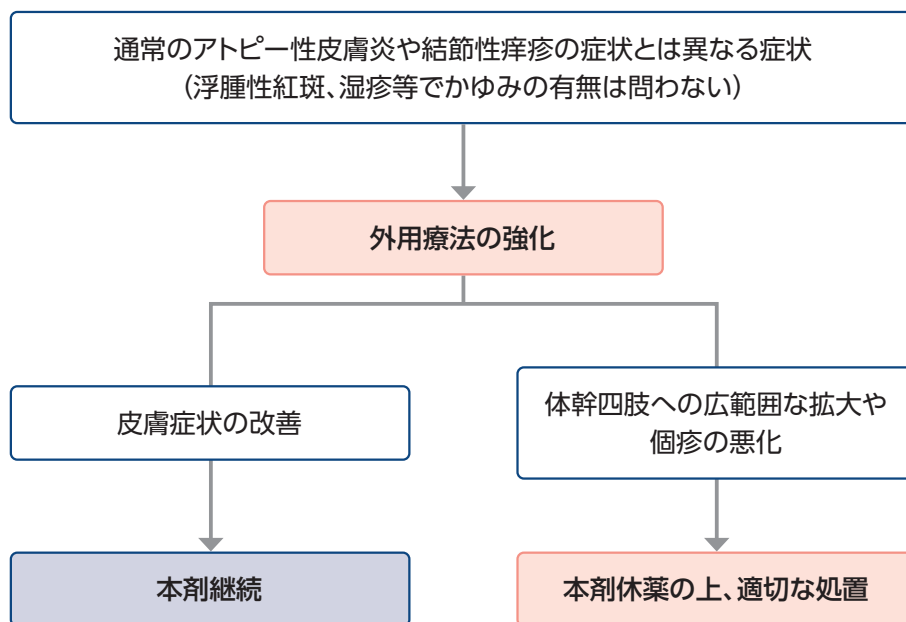 通常のアトピー性皮膚炎や結節性痒疹の症状とは異なる症状
（浮腫性紅斑、湿疹等でかゆみの有無は問わない）
外用療法の強化
皮膚症状の改善
体幹四肢への広範囲な拡大や
個疹の悪化
本剤継続
本剤休薬の上、適切な処置